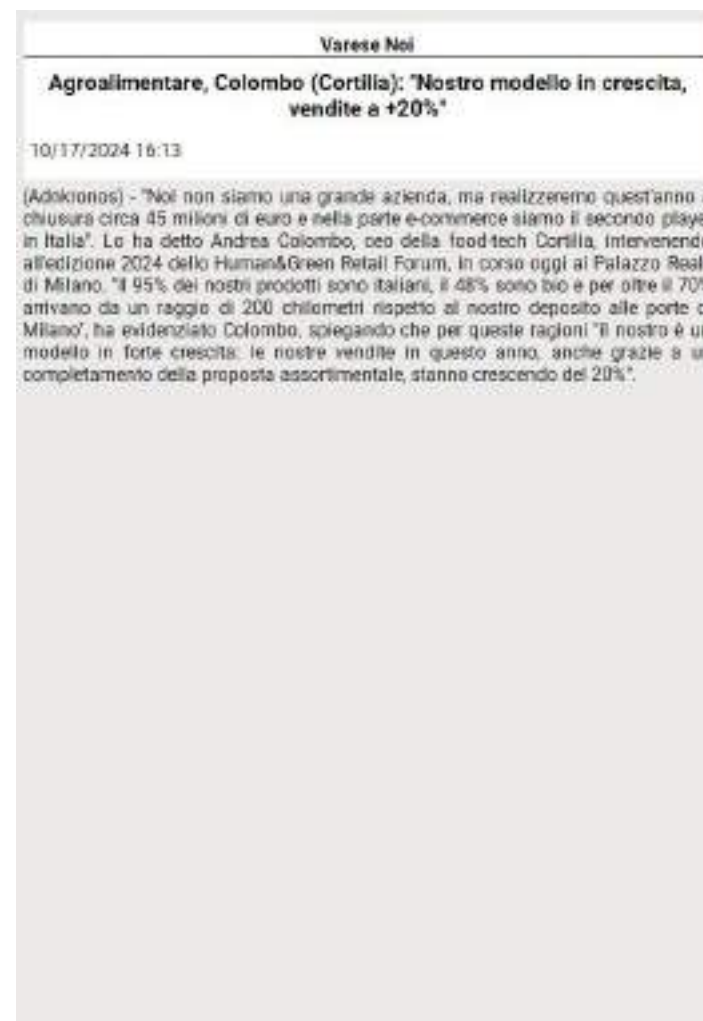 Varese Noi
Agroalimentare, Colombo (Cortilia): "Nostro modello in crescita,
vendite a +20%"
10/17/2024 16:13
(Adnkronos) - "Noi non siamo una grande azienda, ma realizzeremo quest'anno
chiusura circa 45 milioni di euro e nella parte e-commerce siamo il secondo playe
in Italia". Lo ha detto Andrea Colombo, ceo della food-tech Cortilia, intervenend
all'edizione 2024 dello Human&Green Retail Forum, in corso oggi al Palazzo Real
di Milano. "Il 95% dei nostri prodotti sono italiani, il 48% sono bio e per oltre il 70%
arrivano da un raggio di 200 chilometri rispetto al nostro deposito alle porte d
Milano", ha evidenziato Colombo, spiegando che per queste ragioni "il nostro è un
modello in forte crescita: le nostre vendite in questo anno, anche grazie a un
completamento della proposta assortimentale, stanno crescendo del 20%".